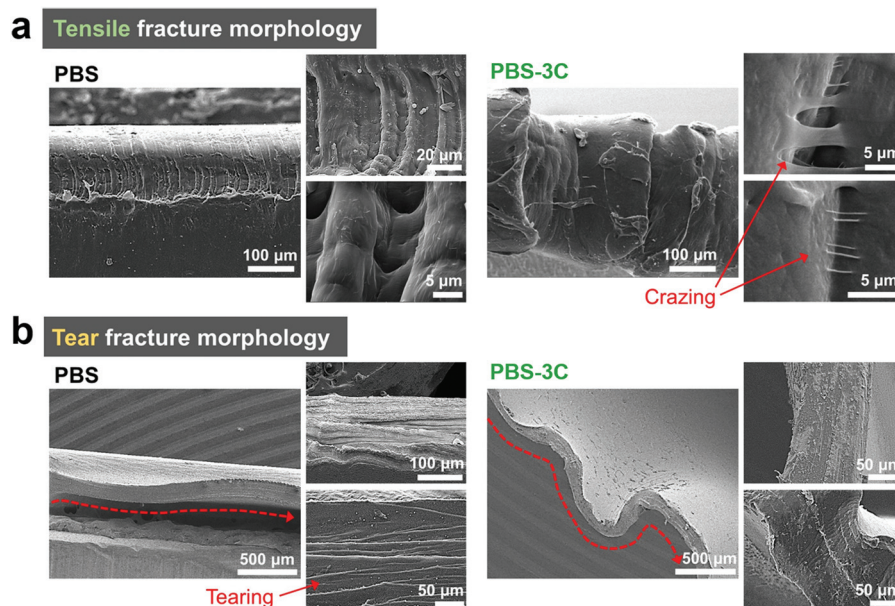 a Tensile fracture morphology
PBS
100 μm
20 μm
5 μm
PBS-3C
100 μm
5 μm
5 μm
Crazing
b Tear fracture morphology
PBS
500 μm
100 μm
50 μm
Tearing
PBS-3C
500 μm
50 μm
50 μm